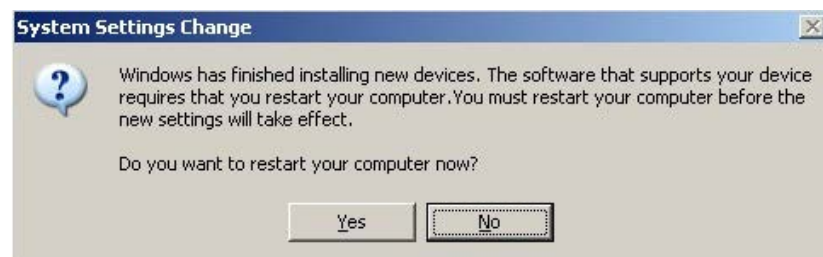 System Settings Change
Windows has finished installing new devices. The software that supports your device
requires that you restart your computer.You must restart your computer before the
new settings will take effect.
Do you want to restart your computer now?
Yes No